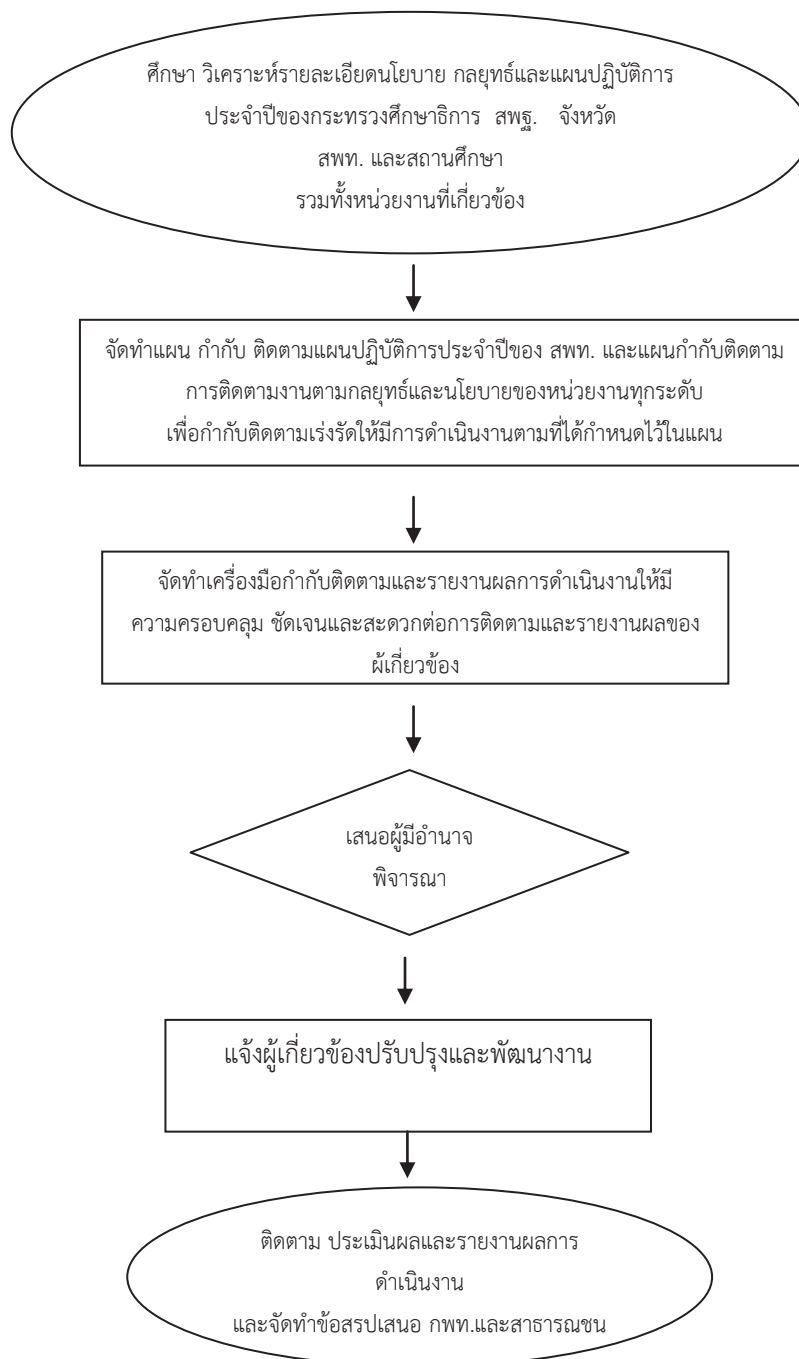 ศึกษา วิเคราะห์รายละเอียดนโยบาย กลยุทธ์และแผนปฏิบัติการ
ประจำปีของกระทรวงศึกษาธิการ สพฐ. จังหวัด
สพท. และสถานศึกษา
รวมทั้งหน่วยงานที่เกี่ยวข้อง
จัดทำแผน กำกับ ติดตามแผนปฏิบัติการประจำปีของ สพท. และแผนกำกับติดตาม
การติดตามงานตามกลยุทธ์และนโยบายของหน่วยงานทุกระดับ
เพื่อกำกับติดตามเร่งรัดให้มีการดำเนินงานตามที่ได้กำหนดไว้ในแผน
จัดทำเครื่องมือกำกับติดตามและรายงานผลการดำเนินงานให้มี
ความครอบคลุม ชัดเจนและสะดวกต่อการติดตามและรายงานผลของ
ผู้เกี่ยวข้อง
เสนอผู้มีอำนาจ
พิจารณา
แจ้งผู้เกี่ยวข้องปรับปรุงและพัฒนางาน
ติดตาม ประเมินผลและรายงานผลการ
ดำเนินงาน
และจัดทำข้อสรุปเสนอ กพท.และสาธารณชน